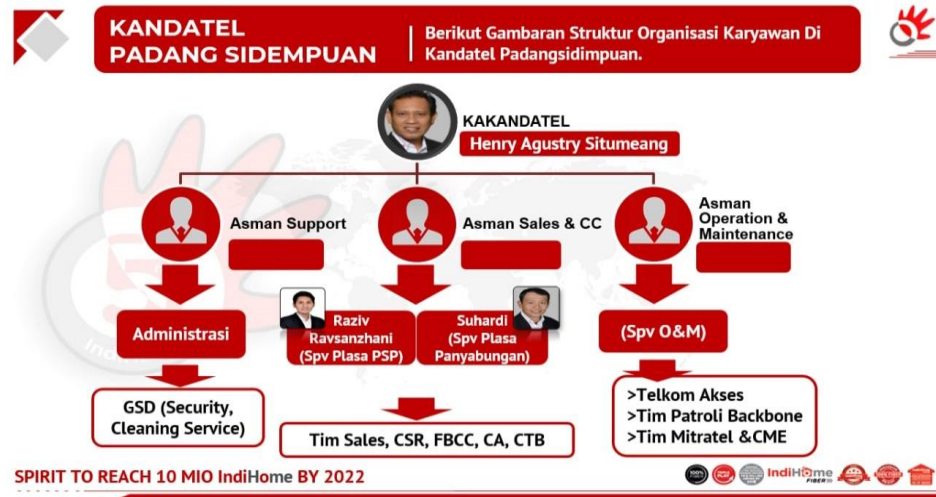 KANDATEL
PADANG SIDEMPUAN
Berikut Gambaran Struktur Organisasi Karyawan Di
Kandatel Padangsidimpuan.
KAKANDATEL
Henry Agustry Situmeang
Asman Support
Asman Sales & CC
Asman
Operation &
Maintenance
Administrasi
Raziv
Ravsanzhani
(Spv Plasa PSP)
Suhardi
(Spv Plasa
Panyabungan)
(Spv O&M)
GSD (Security,
Cleaning Service)
Tim Sales, CSR, FBCC, CA, CTB
>Telkom Akses
>Tim Patroli Backbone
>Tim Mitratel &CME
SPIRIT TO REACH 10 MIO IndiHome BY 2022
100%
IndiHome
FIBER